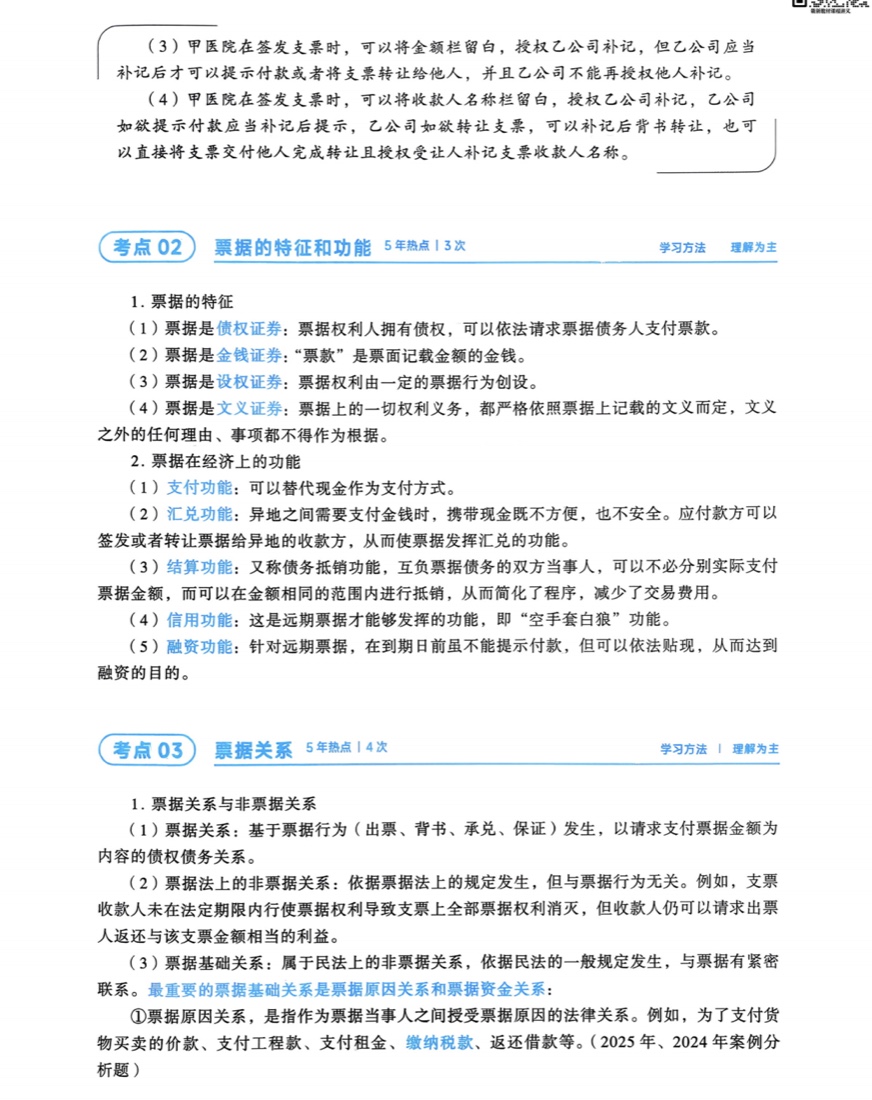 （3）甲医院在签发支票时，可以将金额栏留白，授权乙公司补记，但乙公司应当
补记后才可以提示付款或者将支票转让给他人，并且乙公司不能再授权他人补记。
（4）甲医院在签发支票时，可以将收款人名称栏留白，授权乙公司补记，乙公司
如欲提示付款应当补记后提示，乙公司如欲转让支票，可以补记后背书转让，也可
以直接将支票交付他人完成转让且授权受让人补记支票收款人名称。
考点 02 票据的特征和功能 5年热点 | 3次 学习方法 理解为主
1. 票据的特征
（1）票据是债权证券：票据权利人拥有债权，可以依法请求票据债务人支付票款。
（2）票据是金钱证券：“票款”是票面记载金额的金钱。
（3）票据是设权证券：票据权利由一定的票据行为创设。
（4）票据是文义证券：票据上的一切权利义务，都严格依照票据上记载的文义而定，文义
之外的任何理由、事项都不得作为根据。
2. 票据在经济上的功能
（1）支付功能：可以替代现金作为支付方式。
（2）汇兑功能：异地之间需要支付金钱时，携带现金既不方便，也不安全。应付款方可以
签发或者转让票据给异地的收款方，从而使票据发挥汇兑的功能。
（3）结算功能：又称债务抵销功能，互负票据债务的双方当事人，可以不必分别实际支付
票据金额，而可以在金额相同的范围内进行抵销，从而简化了程序，减少了交易费用。
（4）信用功能：这是远期票据才能够发挥的功能，即“空手套白狼”功能。
（5）融资功能：针对远期票据，在到期日前虽不能提示付款，但可以依法贴现，从而达到
融资的目的。
考点 03 票据关系 5年热点 | 4次 学习方法 | 理解为主
1. 票据关系与非票据关系
（1）票据关系：基于票据行为（出票、背书、承兑、保证）发生，以请求支付票据金额为
内容的债权债务关系。
（2）票据法上的非票据关系：依据票据法上的规定发生，但与票据行为无关。例如，支票
收款人未在法定期限内行使票据权利导致支票上全部票据权利消灭，但收款人仍可以请求出票
人返还与该支票金额相当的利益。
（3）票据基础关系：属于民法上的非票据关系，依据民法的一般规定发生，与票据有紧密
联系。最重要的票据基础关系是票据原因关系和票据资金关系：
①票据原因关系，是指作为票据当事人之间授受票据原因的法律关系。例如，为了支付货
物买卖的价款、支付工程款、支付租金、缴纳税款、返还借款等。（2025 年、2024 年案例分
析题）